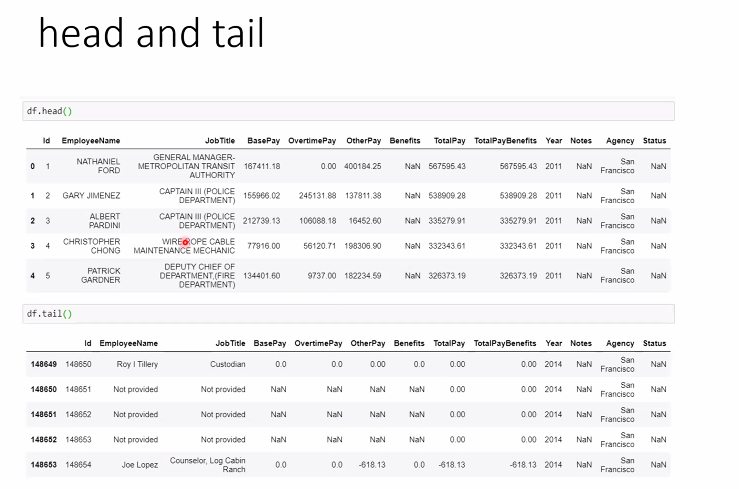 head and tail
df.head()
Id EmployeeName JobTitle BasePay OvertimePay OtherPay Benefits TotalPay TotalPayBenefits Year Notes Agency Status
0 1 NATHANIEL FORD GENERAL MANAGER-METROPOLITAN TRANSIT AUTHORITY 167411.18 0.00 400184.25 NaN 567595.43 567595.43 2011 NaN San Francisco NaN
1 2 GARY JIMENEZ CAPTAIN III (POLICE DEPARTMENT) 155966.02 245131.88 137811.38 NaN 538909.28 538909.28 2011 NaN San Francisco NaN
2 3 ALBERT PARDINI CAPTAIN III (POLICE DEPARTMENT) 212739.13 106088.18 16452.60 NaN 335279.91 335279.91 2011 NaN San Francisco NaN
3 4 CHRISTOPHER CHONG WIRE ROPE CABLE MAINTENANCE MECHANIC 77916.00 56120.71 198306.90 NaN 332343.61 332343.61 2011 NaN San Francisco NaN
4 5 PATRICK GARDNER DEPUTY CHIEF OF DEPARTMENT,(FIRE DEPARTMENT) 134401.60 9737.00 182234.59 NaN 326373.19 326373.19 2011 NaN San Francisco NaN
df.tail()
Id EmployeeName JobTitle BasePay OvertimePay OtherPay Benefits TotalPay TotalPayBenefits Year Notes Agency Status
148649 148650 Roy I Tillery Custodian 0.0 0.0 0.00 0.0 0.00 0.00 2014 NaN San Francisco NaN
148650 148651 Not provided Not provided NaN NaN NaN NaN 0.00 0.00 2014 NaN San Francisco NaN
148651 148652 Not provided Not provided NaN NaN NaN NaN 0.00 0.00 2014 NaN San Francisco NaN
148652 148653 Not provided Not provided NaN NaN NaN NaN 0.00 0.00 2014 NaN San Francisco NaN
148653 148654 Joe Lopez Counselor, Log Cabin Ranch 0.0 0.0 -618.13 0.0 -618.13 -618.13 2014 NaN San Francisco NaN